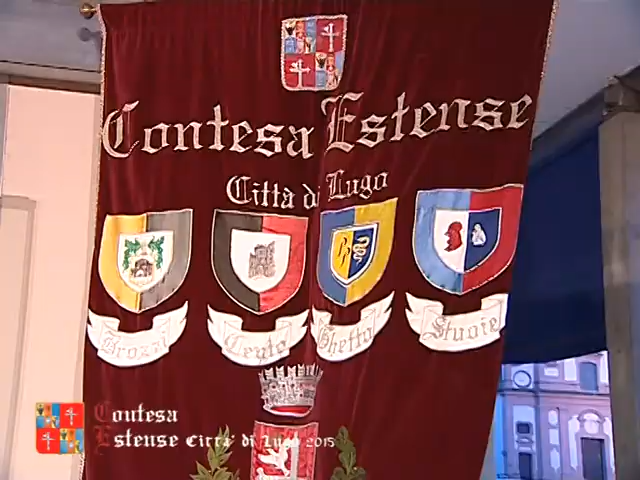 Contesa Estense
Città di Lugo
Brozzi Cento Ghetto Stuoie
Contesa
Estense Città di Lugo 2015